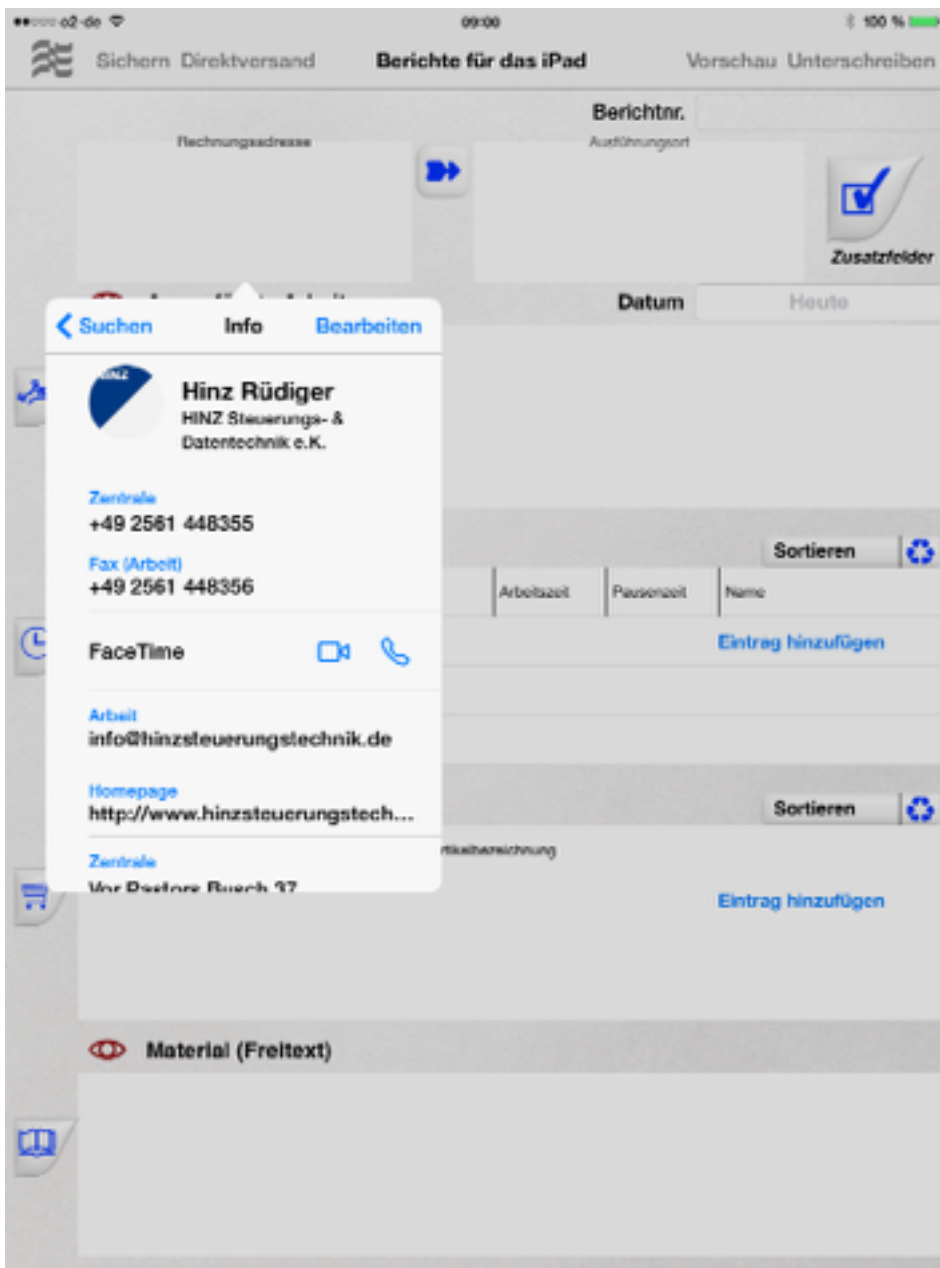 o2-de 09:00 100 %
Sichern Direktversand Berichte für das iPad Vorschau Unterschreiben
Berichtnr.
Rechnungsadresse Ausführungsort
Zusatzfelder
Datum Heute
Suchen Info Bearbeiten
HINZ
Hinz Rüdiger
HINZ Steuerungs- &
Datentechnik e.K.
Zentrale
+49 2561 448355
Fax (Arbeit)
+49 2561 448356
FaceTime
Arbeit
info@hinzsteuerungstechnik.de
Homepage
http://www.hinzsteuerungstech...
Zentrale
Vor Pastors Busch 37
Sortieren
Arbeitszeit Pausenzeit Name
Eintrag hinzufügen
Sortieren
rtikelbezeichnung
Eintrag hinzufügen
Material (Freitext)